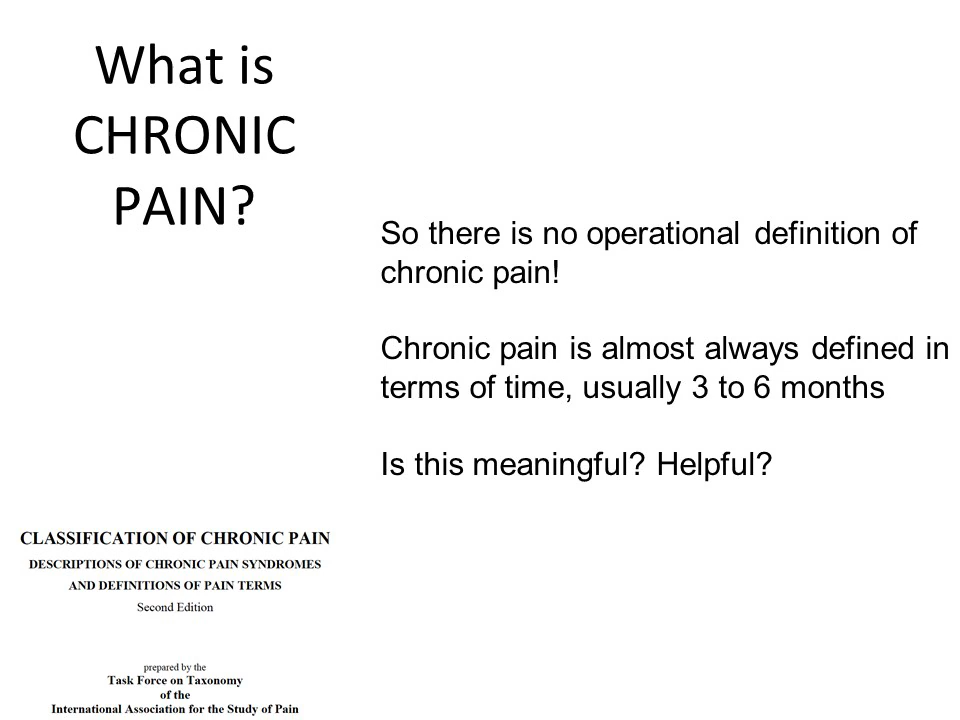 What is
CHRONIC
PAIN?
So there is no operational definition of
chronic pain!
Chronic pain is almost always defined in
terms of time, usually 3 to 6 months
Is this meaningful? Helpful?
CLASSIFICATION OF CHRONIC PAIN
DESCRIPTIONS OF CHRONIC PAIN SYNDROMES
AND DEFINITIONS OF PAIN TERMS
Second Edition
prepared by the
Task Force on Taxonomy
of the
International Association for the Study of Pain